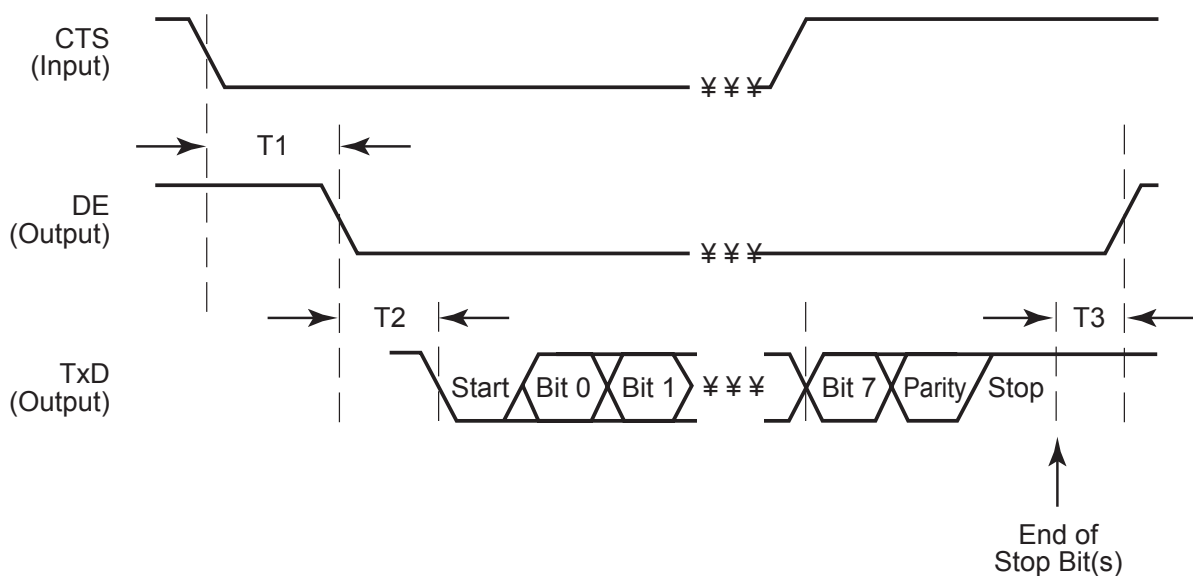 CTS
(Input)
¥ ¥ ¥
T1
DE
(Output)
¥ ¥ ¥
T2
T3
TxD
(Output)
Start
Bit 0
Bit 1
¥ ¥ ¥
Bit 7
Parity
Stop
End of
Stop Bit(s)